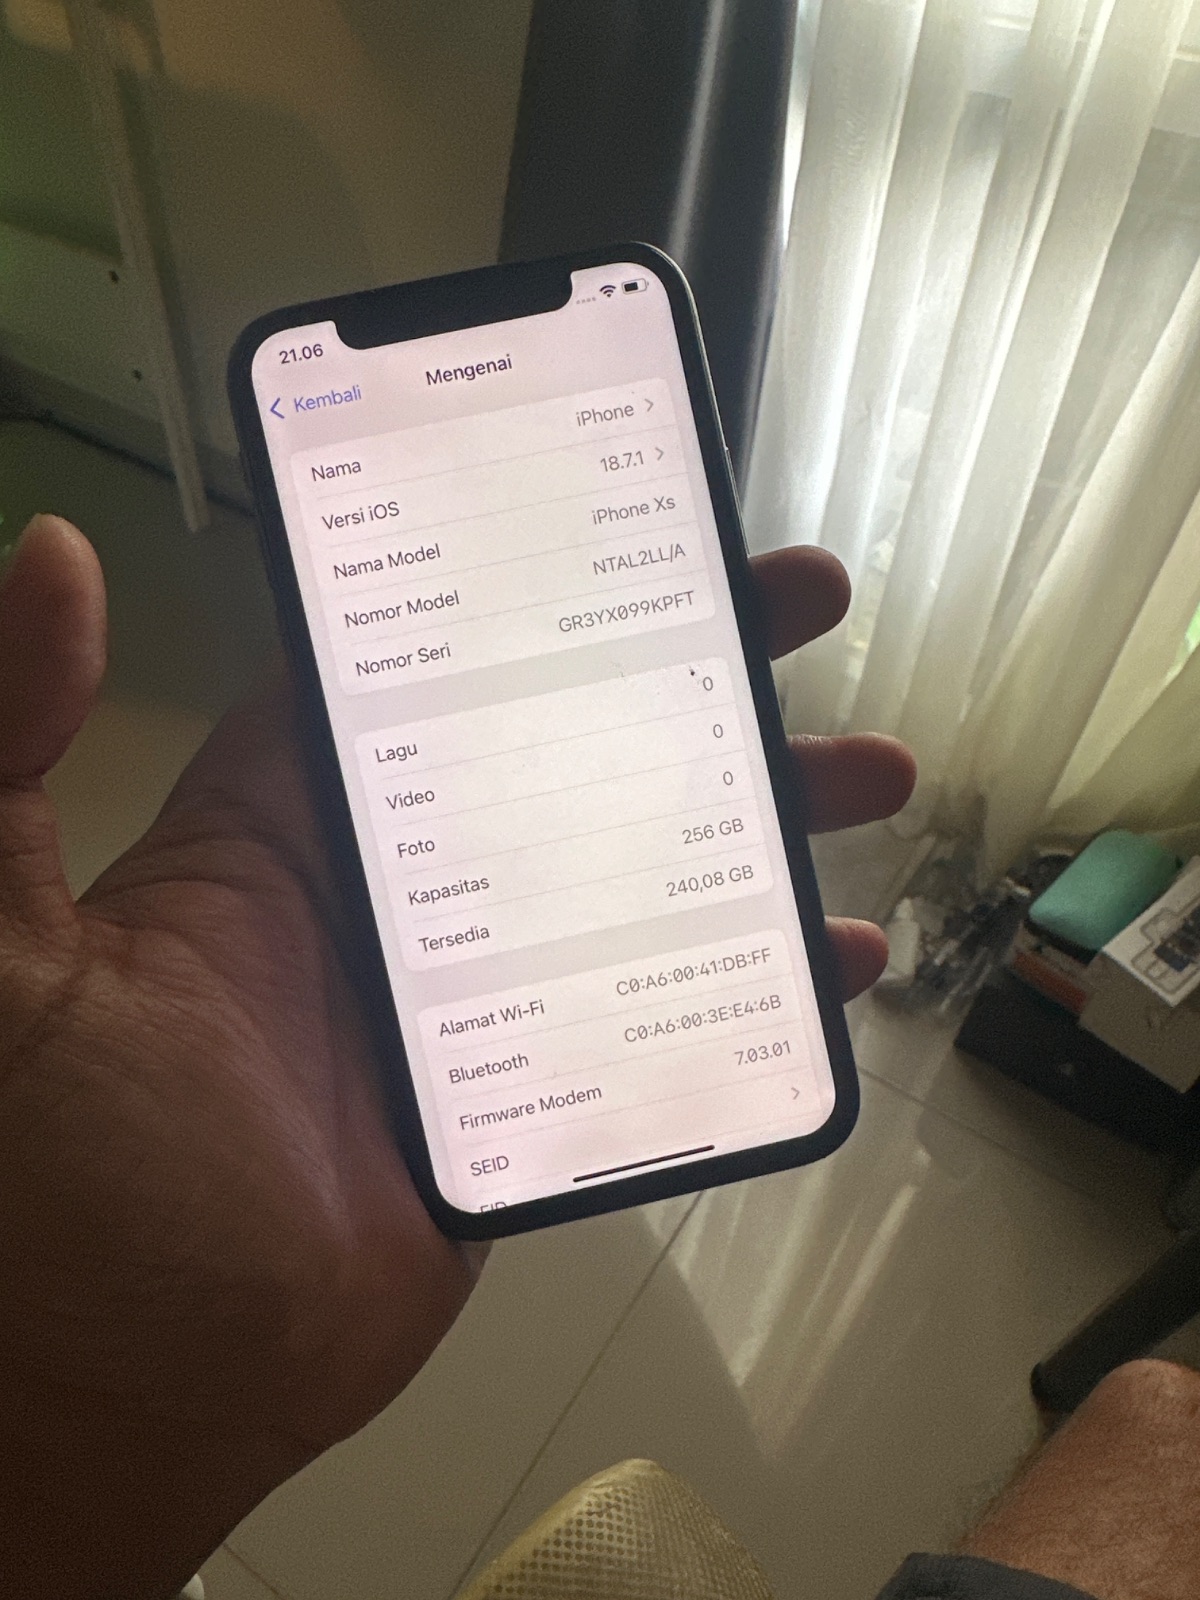 21.06
Kembali
Mengenai
Nama iPhone
Versi iOS 18.7.1
Nama Model iPhone Xs
Nomor Model NTAL2LL/A
Nomor Seri GR3YX099KPFT
Lagu 0
Video 0
Foto 0
Kapasitas 256 GB
Tersedia 240,08 GB
Alamat Wi-Fi C0:A6:00:41:DB:FF
Bluetooth C0:A6:00:3E:E4:6B
Firmware Modem 7.03.01
SEID